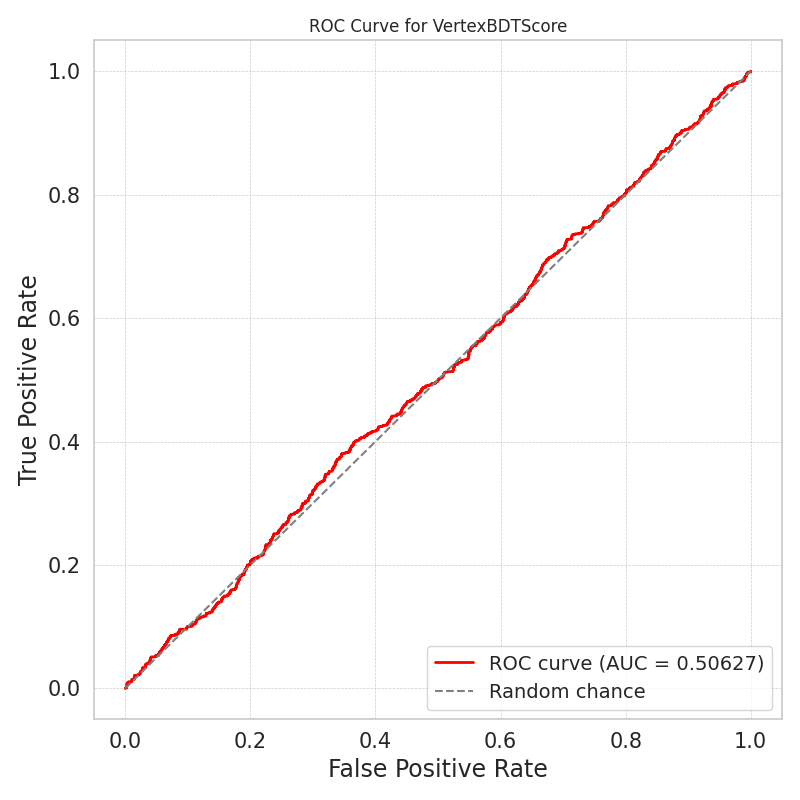 ROC Curve for VertexBDTScore
1.0
0.8
0.6
0.4
0.2
0.0
True Positive Rate
ROC curve (AUC = 0.50627)
Random chance
0.0 0.2 0.4 0.6 0.8 1.0
False Positive Rate